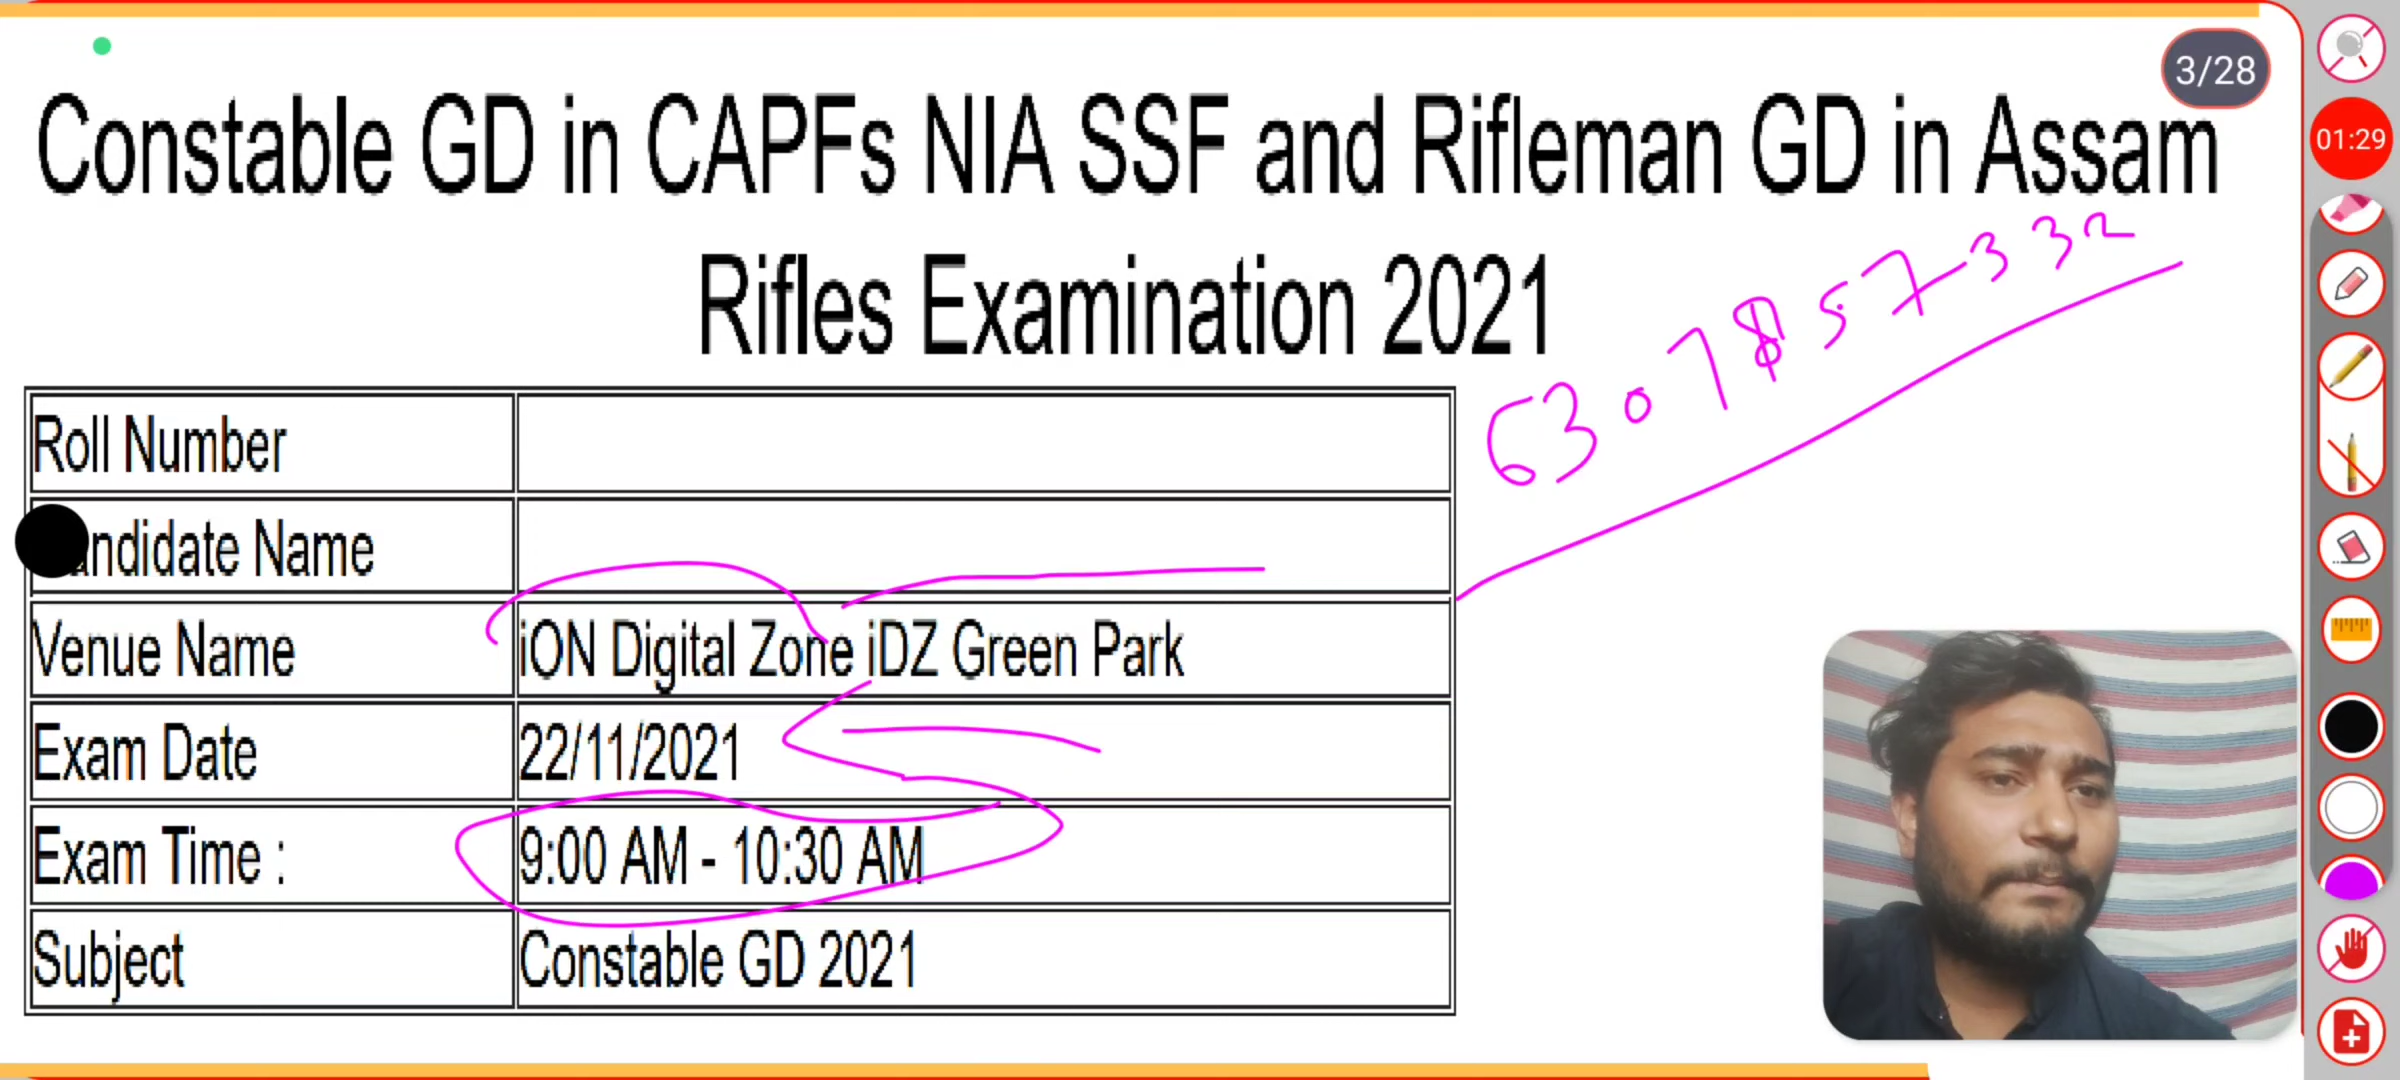 3/28
01:29
Constable GD in CAPFs NIA SSF and Rifleman GD in Assam
Rifles Examination 2021
6307857332
Roll Number
andidate Name
Venue Name iON Digital Zone iDZ Green Park
Exam Date 22/11/2021
Exam Time : 9:00 AM - 10:30 AM
Subject Constable GD 2021